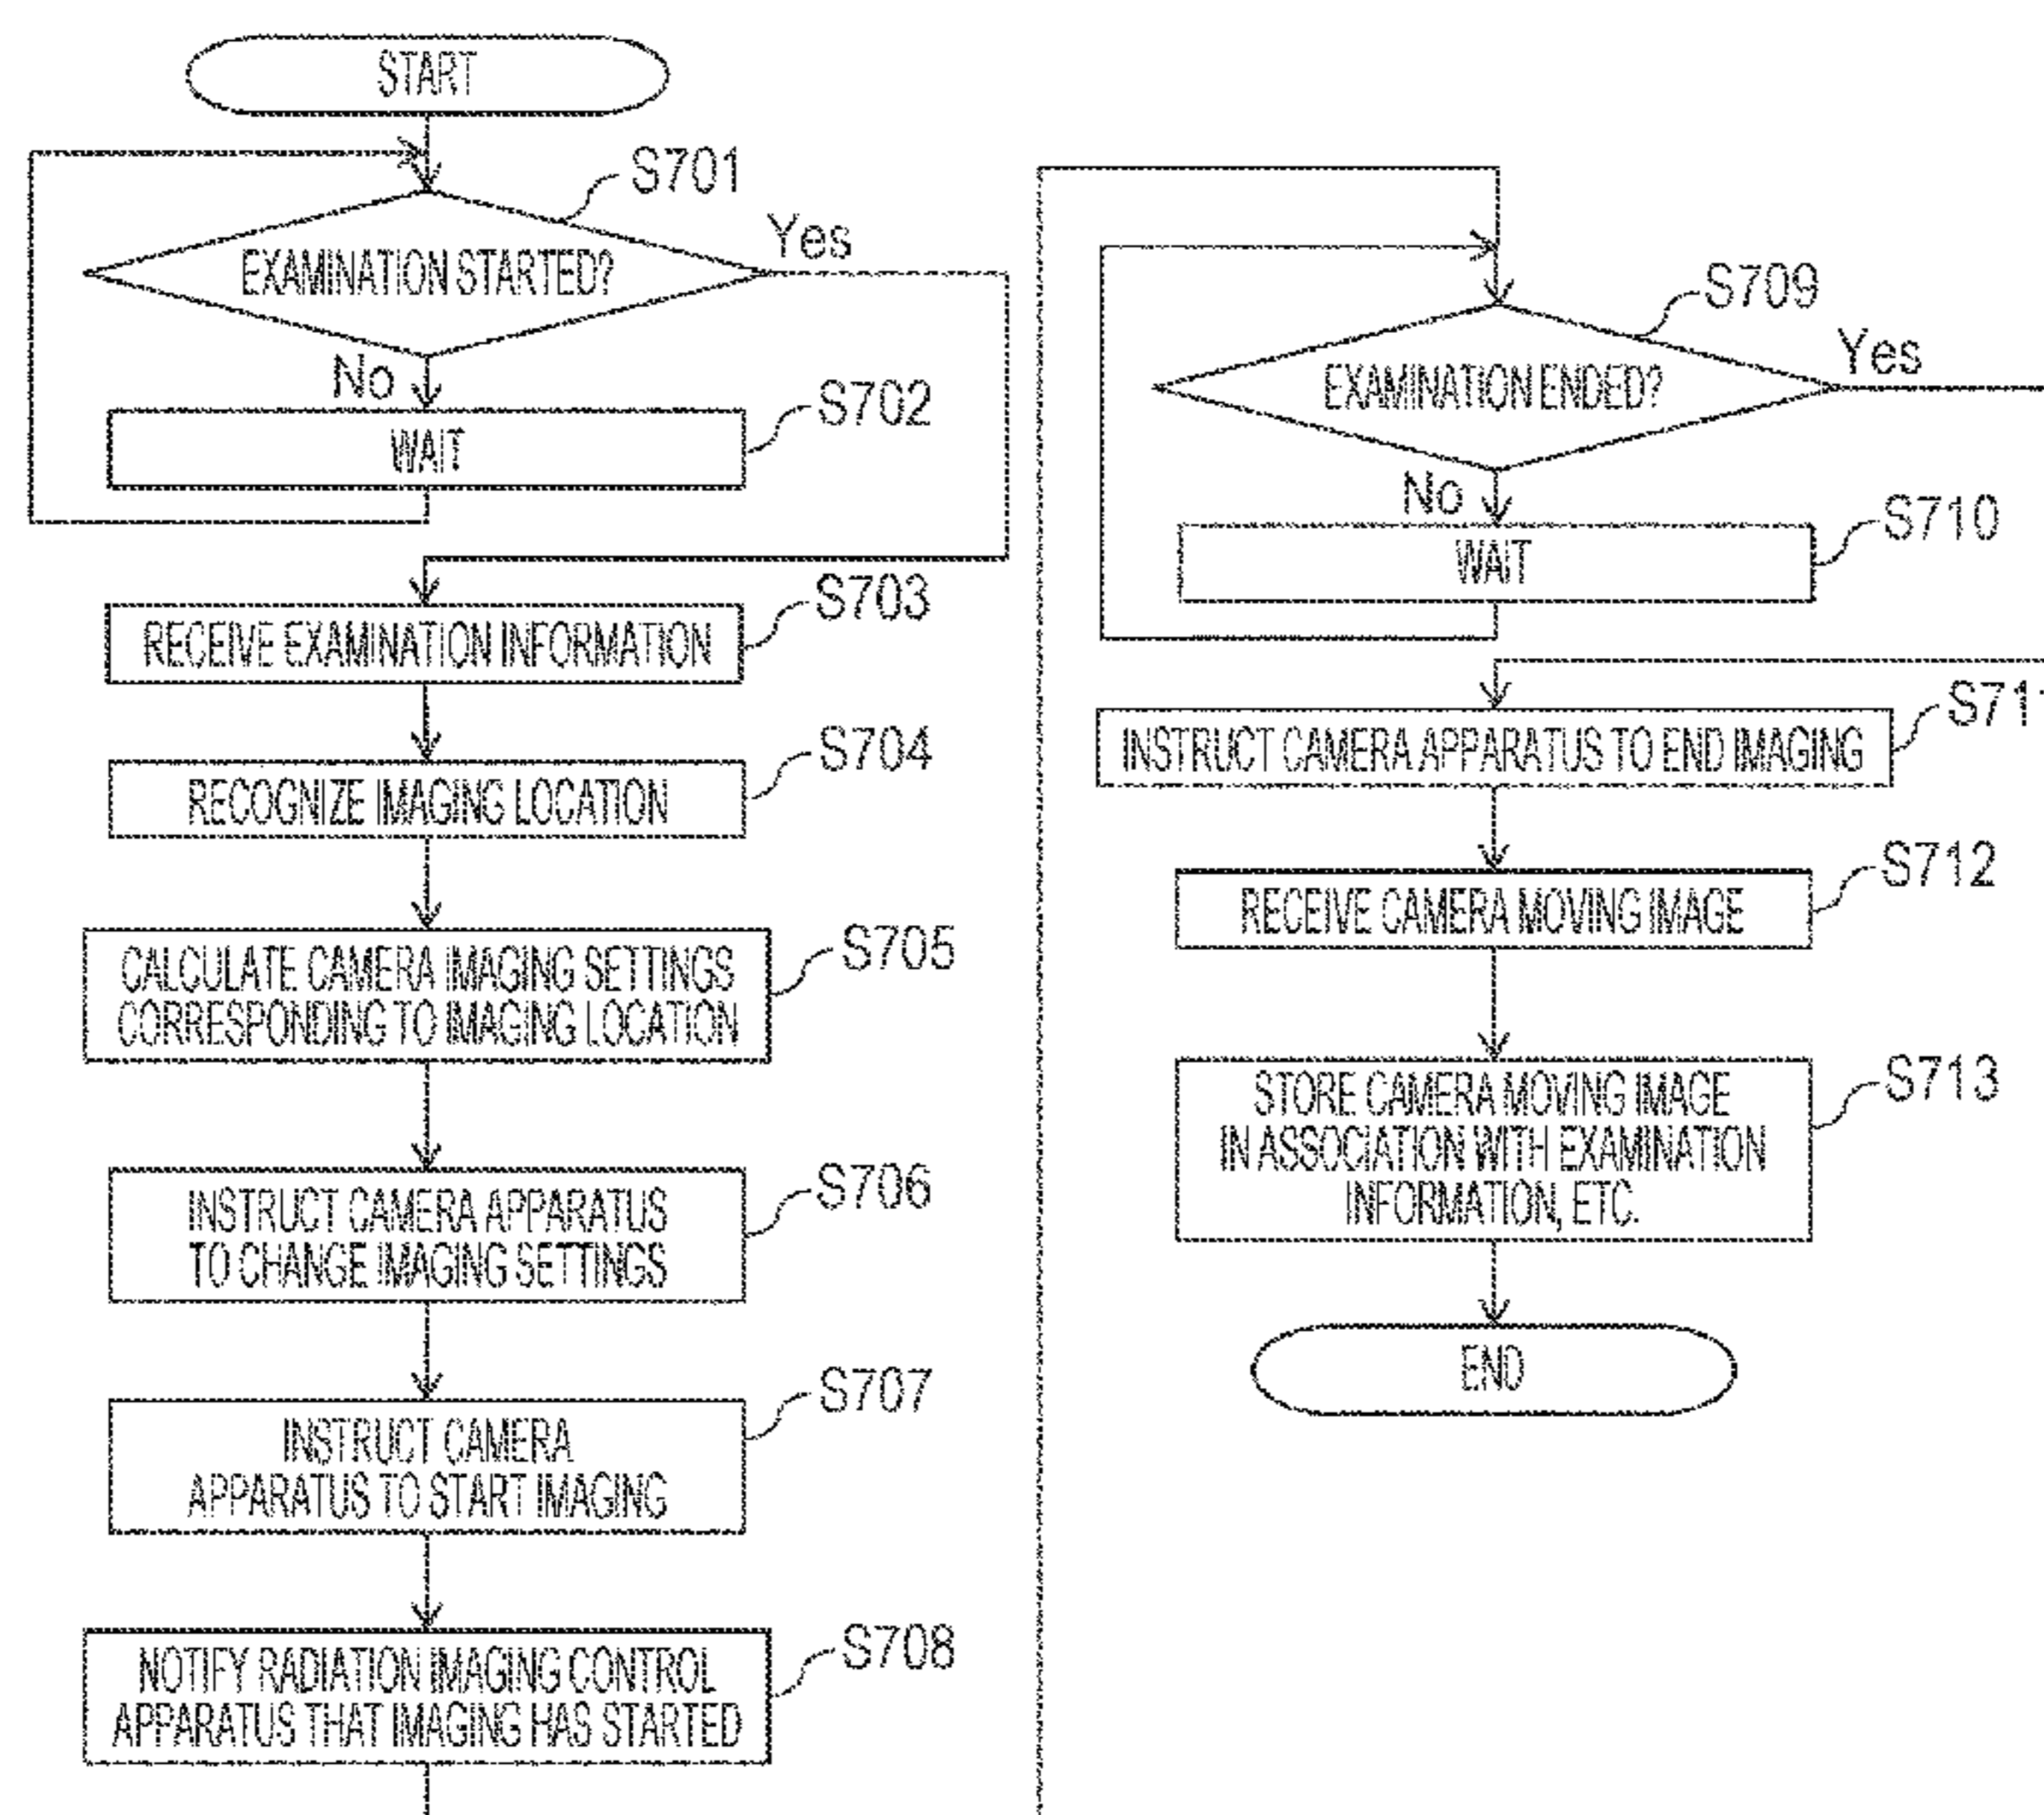 START
S701
EXAMINATION STARTED?
Yes
No
S702
WAIT
S703
RECEIVE EXAMINATION INFORMATION
S704
RECOGNIZE IMAGING LOCATION
S705
CALCULATE CAMERA IMAGING SETTINGS
CORRESPONDING TO IMAGING LOCATION
S706
INSTRUCT CAMERA APPARATUS
TO CHANGE IMAGING SETTINGS
S707
INSTRUCT CAMERA
APPARATUS TO START IMAGING
S708
NOTIFY RADIATION IMAGING CONTROL
APPARATUS THAT IMAGING HAS STARTED
S709
EXAMINATION ENDED?
Yes
No
S710
WAIT
INSTRUCT CAMERA APPARATUS TO END IMAGING
S712
RECEIVE CAMERA MOVING IMAGE
S713
STORE CAMERA MOVING IMAGE
IN ASSOCIATION WITH EXAMINATION
INFORMATION, ETC.
END